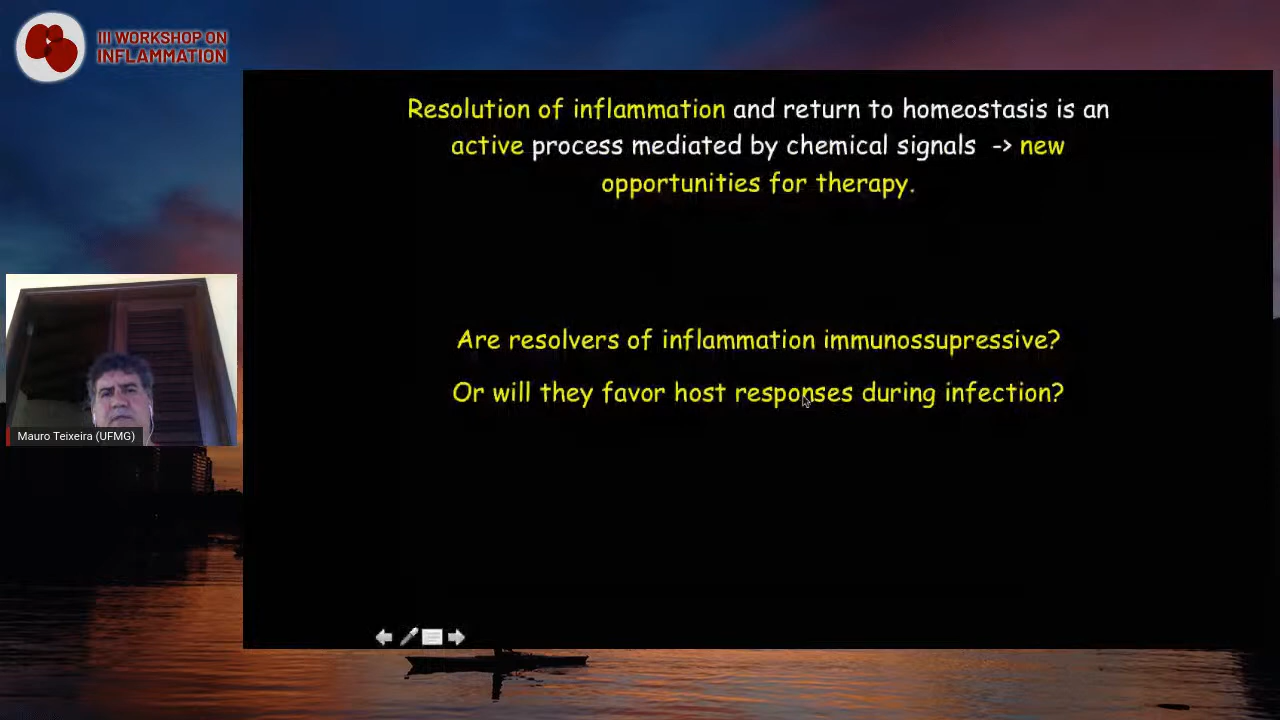 III WORKSHOP ON
INFLAMMATION
Resolution of inflammation and return to homeostasis is an
active process mediated by chemical signals -> new
opportunities for therapy.
Are resolvers of inflammation immunossupressive?
Or will they favor host responses during infection?
Mauro Teixeira (UFMG)